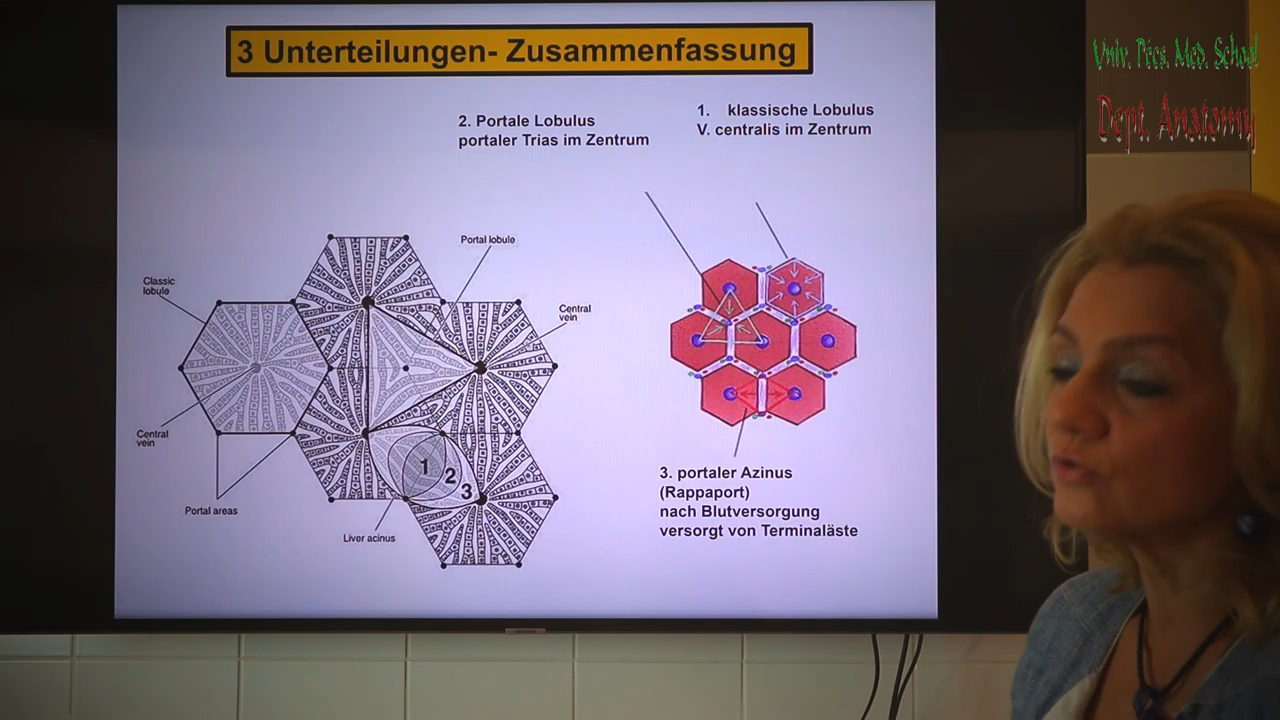 3 Unterteilungen- Zusammenfassung
Univ. Pécs. Med. School
Dept. Anatomy
2. Portale Lobulus
portaler Trias im Zentrum
1. klassische Lobulus
V. centralis im Zentrum
Portal lobule
Classic
lobule
Central
vein
Central
vein
1
2
3
Portal areas
Liver acinus
3. portaler Azinus
(Rappaport)
nach Blutversorgung
versorgt von Terminaläste